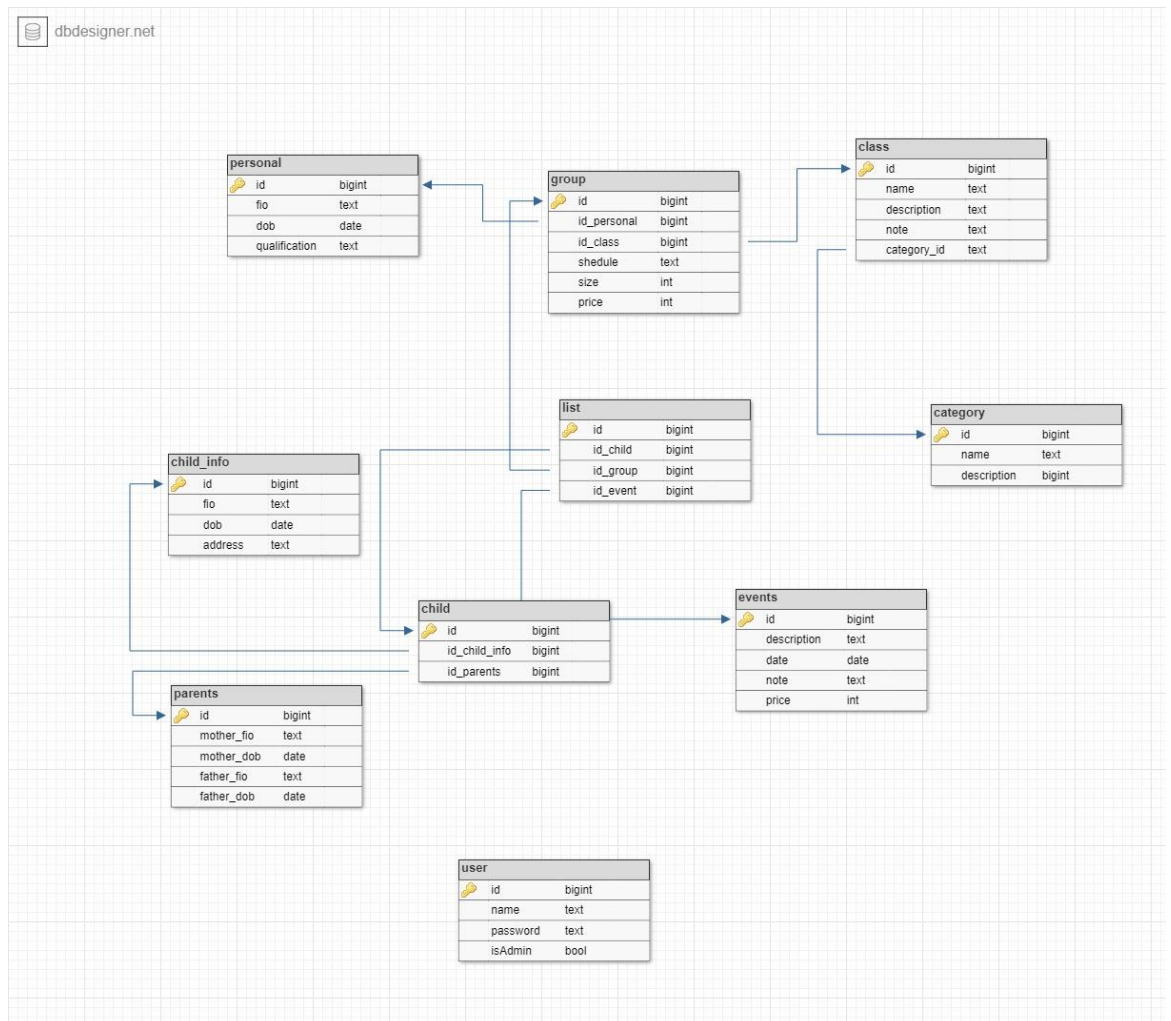 dbdesigner.net
personal
id bigint
fio text
dob date
qualification text
group
id bigint
id_personal bigint
id_class bigint
shedule text
size int
price int
class
id bigint
name text
description text
note text
category_id text
list
id bigint
id_child bigint
id_group bigint
id_event bigint
category
id bigint
name text
description bigint
child_info
id bigint
fio text
dob date
address text
child
id bigint
id_child_info bigint
id_parents bigint
events
id bigint
description text
date date
note text
price int
parents
id bigint
mother_fio text
mother_dob date
father_fio text
father_dob date
user
id bigint
name text
password text
isAdmin bool